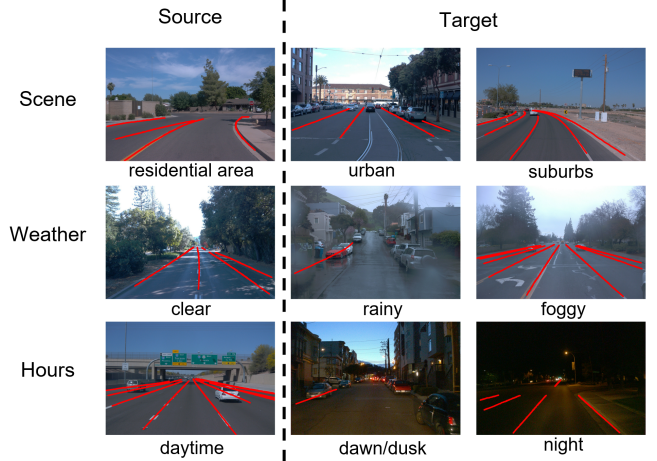 Source
Target
Scene
residential area
urban
suburbs
Weather
clear
rainy
foggy
Hours
daytime
dawn/dusk
night